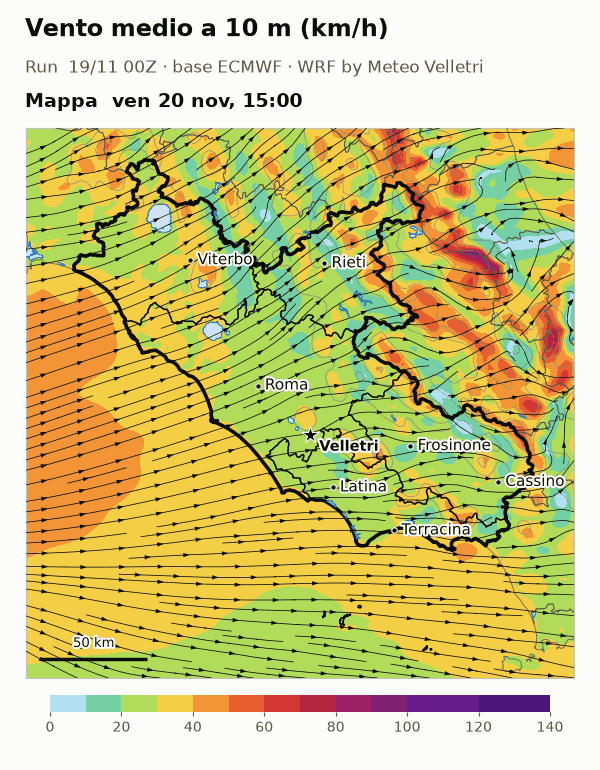 Vento medio a 10 m (km/h)
Run  19/11 00Z · base ECMWF · WRF by Meteo Velletri
Mappa  ven 20 nov, 15:00
Viterbo
Rieti
Roma
Velletri
Frosinone
Cassino
Latina
Terracina
50 km
0 20 40 60 80 100 120 140